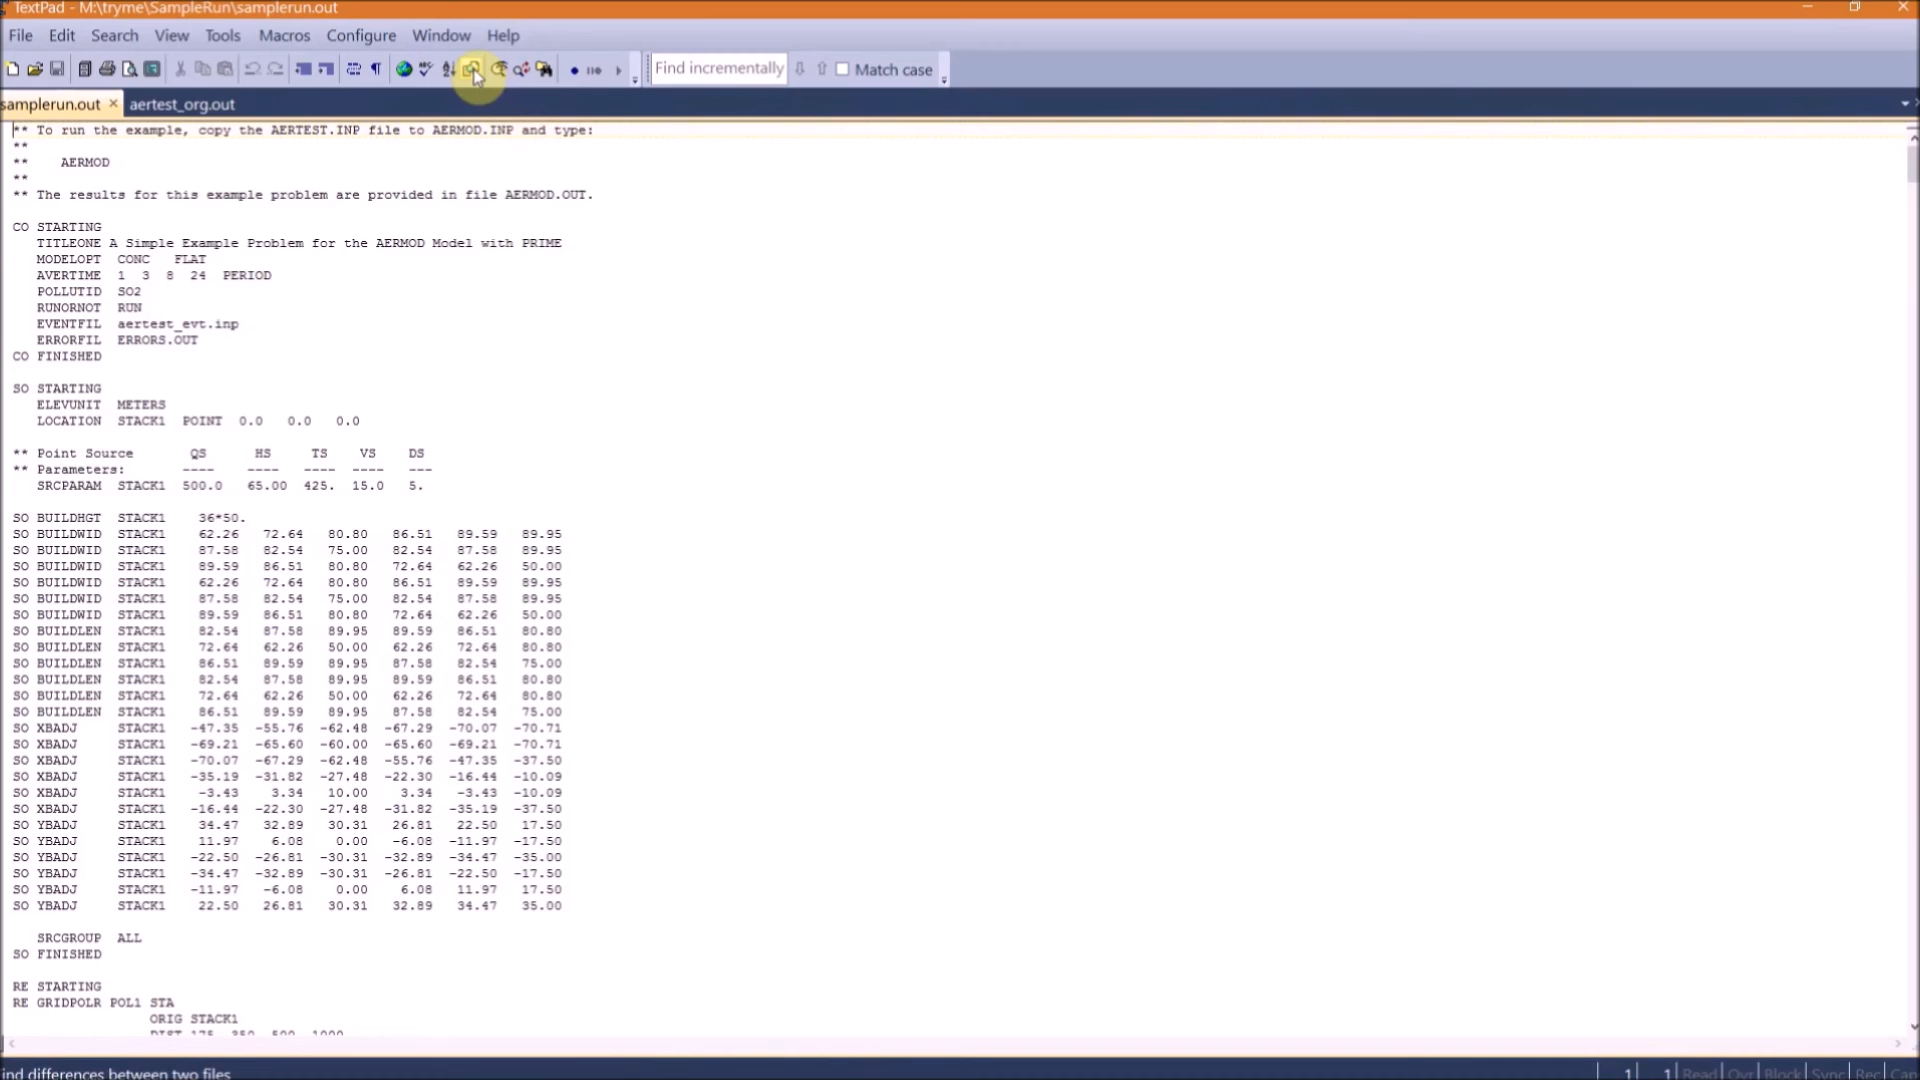 TextPad - M:\tryme\SampleRun\samplerun.out
File Edit Search View Tools Macros Configure Window Help
Find incrementally Match case
samplerun.out aertest_org.out
** To run the example, copy the AERTEST.INP file to AERMOD.INP and type:
**
** AERMOD
**
** The results for this example problem are provided in file AERMOD.OUT.
CO STARTING
TITLEONE A Simple Example Problem for the AERMOD Model with PRIME
MODELOPT CONC FLAT
AVERTIME 1 3 8 24 PERIOD
POLLUTID SO2
RUNORNOT RUN
EVENTFIL aertest_evt.inp
ERRORFIL ERRORS.OUT
CO FINISHED
SO STARTING
ELEVUNIT METERS
LOCATION STACK1 POINT 0.0 0.0 0.0
** Point Source QS HS TS VS DS
** Parameters: ---- ---- ---- ---- ---
SRCPARAM STACK1 500.0 65.00 425. 15.0 5.
SO BUILDHGT STACK1 36*50.
SO BUILDWID STACK1 62.26 72.64 80.80 86.51 89.59 89.95
SO BUILDWID STACK1 87.58 82.54 75.00 82.54 87.58 89.95
SO BUILDWID STACK1 89.59 86.51 80.80 72.64 62.26 50.00
SO BUILDWID STACK1 62.26 72.64 80.80 86.51 89.59 89.95
SO BUILDWID STACK1 87.58 82.54 75.00 82.54 87.58 89.95
SO BUILDWID STACK1 89.59 86.51 80.80 72.64 62.26 50.00
SO BUILDLEN STACK1 82.54 87.58 89.95 89.59 86.51 80.80
SO BUILDLEN STACK1 72.64 62.26 50.00 62.26 72.64 80.80
SO BUILDLEN STACK1 86.51 89.59 89.95 87.58 82.54 75.00
SO BUILDLEN STACK1 82.54 87.58 89.95 89.59 86.51 80.80
SO BUILDLEN STACK1 72.64 62.26 50.00 62.26 72.64 80.80
SO BUILDLEN STACK1 86.51 89.59 89.95 87.58 82.54 75.00
SO XBADJ STACK1 -47.35 -55.76 -62.48 -67.29 -70.07 -70.71
SO XBADJ STACK1 -69.21 -65.60 -60.00 -65.60 -69.21 -70.71
SO XBADJ STACK1 -70.07 -67.29 -62.48 -55.76 -47.35 -37.50
SO XBADJ STACK1 -35.19 -31.82 -27.48 -22.30 -16.44 -10.09
SO XBADJ STACK1 -3.43 3.34 10.00 3.34 -3.43 -10.09
SO XBADJ STACK1 -16.44 -22.30 -27.48 -31.82 -35.19 -37.50
SO YBADJ STACK1 34.47 32.89 30.31 26.81 22.50 17.50
SO YBADJ STACK1 11.97 6.08 0.00 -6.08 -11.97 -17.50
SO YBADJ STACK1 -22.50 -26.81 -30.31 -32.89 -34.47 -35.00
SO YBADJ STACK1 -34.47 -32.89 -30.31 -26.81 -22.50 -17.50
SO YBADJ STACK1 -11.97 -6.08 0.00 6.08 11.97 17.50
SO YBADJ STACK1 22.50 26.81 30.31 32.89 34.47 35.00
SRCGROUP ALL
SO FINISHED
RE STARTING
RE GRIDPOLR POL1 STA
ORIG STACK1
DIST 175. 350. 500. 1000.
ind differences between two files 1 1 Read Ovr Block Sync Rec Cap